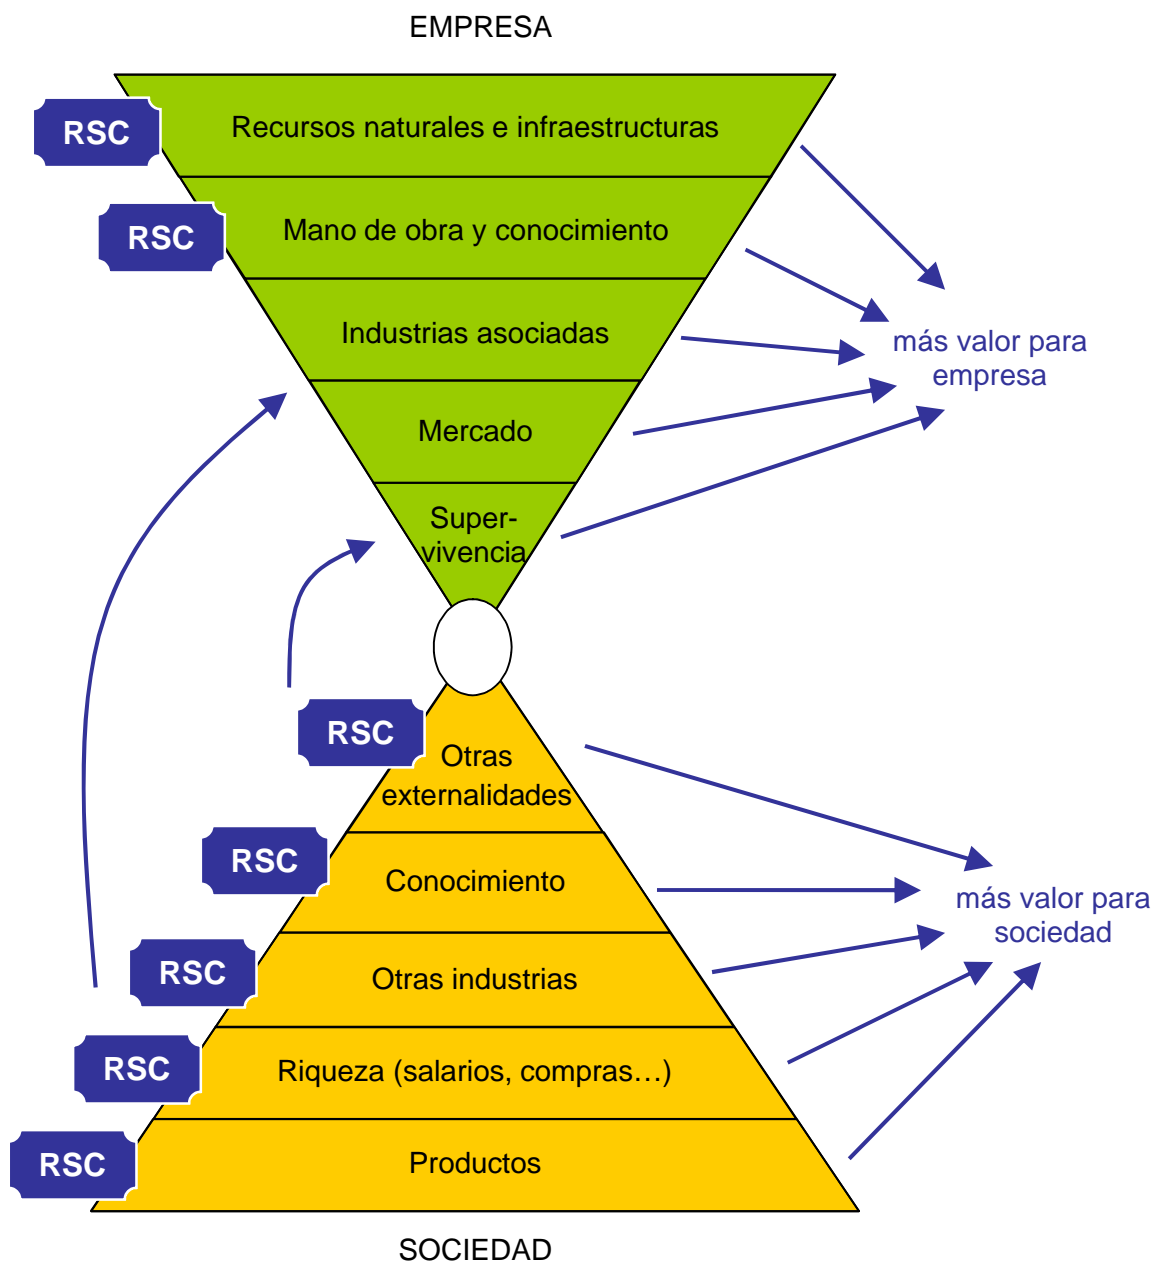 EMPRESA
RSC
Recursos naturales e infraestructuras
RSC
Mano de obra y conocimiento
Industrias asociadas
más valor para
empresa
Mercado
Super-
vivencia
RSC
Otras
externalidades
RSC
Conocimiento
más valor para
sociedad
RSC
Otras industrias
RSC
Riqueza (salarios, compras…)
RSC
Productos
SOCIEDAD